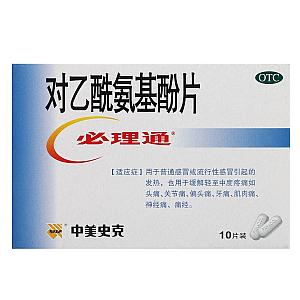 OTC
对乙酰氨基酚片
必理通®
【适应症】用于普通感冒或流行性感冒引起的
发热，也用于缓解轻至中度疼痛如
头痛、关节痛、偏头痛、牙痛、肌肉痛、
神经痛、痛经。
中美史克
10片装